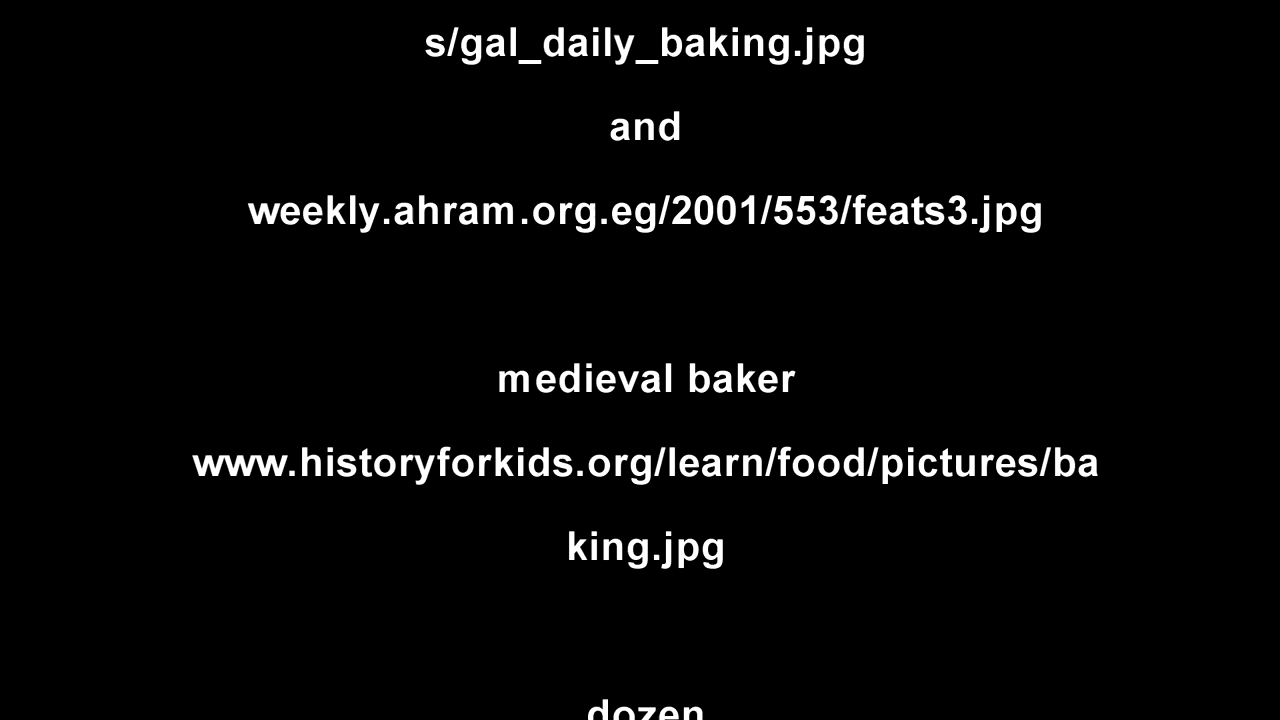 s/gal_daily_baking.jpg
and
weekly.ahram.org.eg/2001/553/feats3.jpg
medieval baker
www.historyforkids.org/learn/food/pictures/ba
king.jpg
dozen